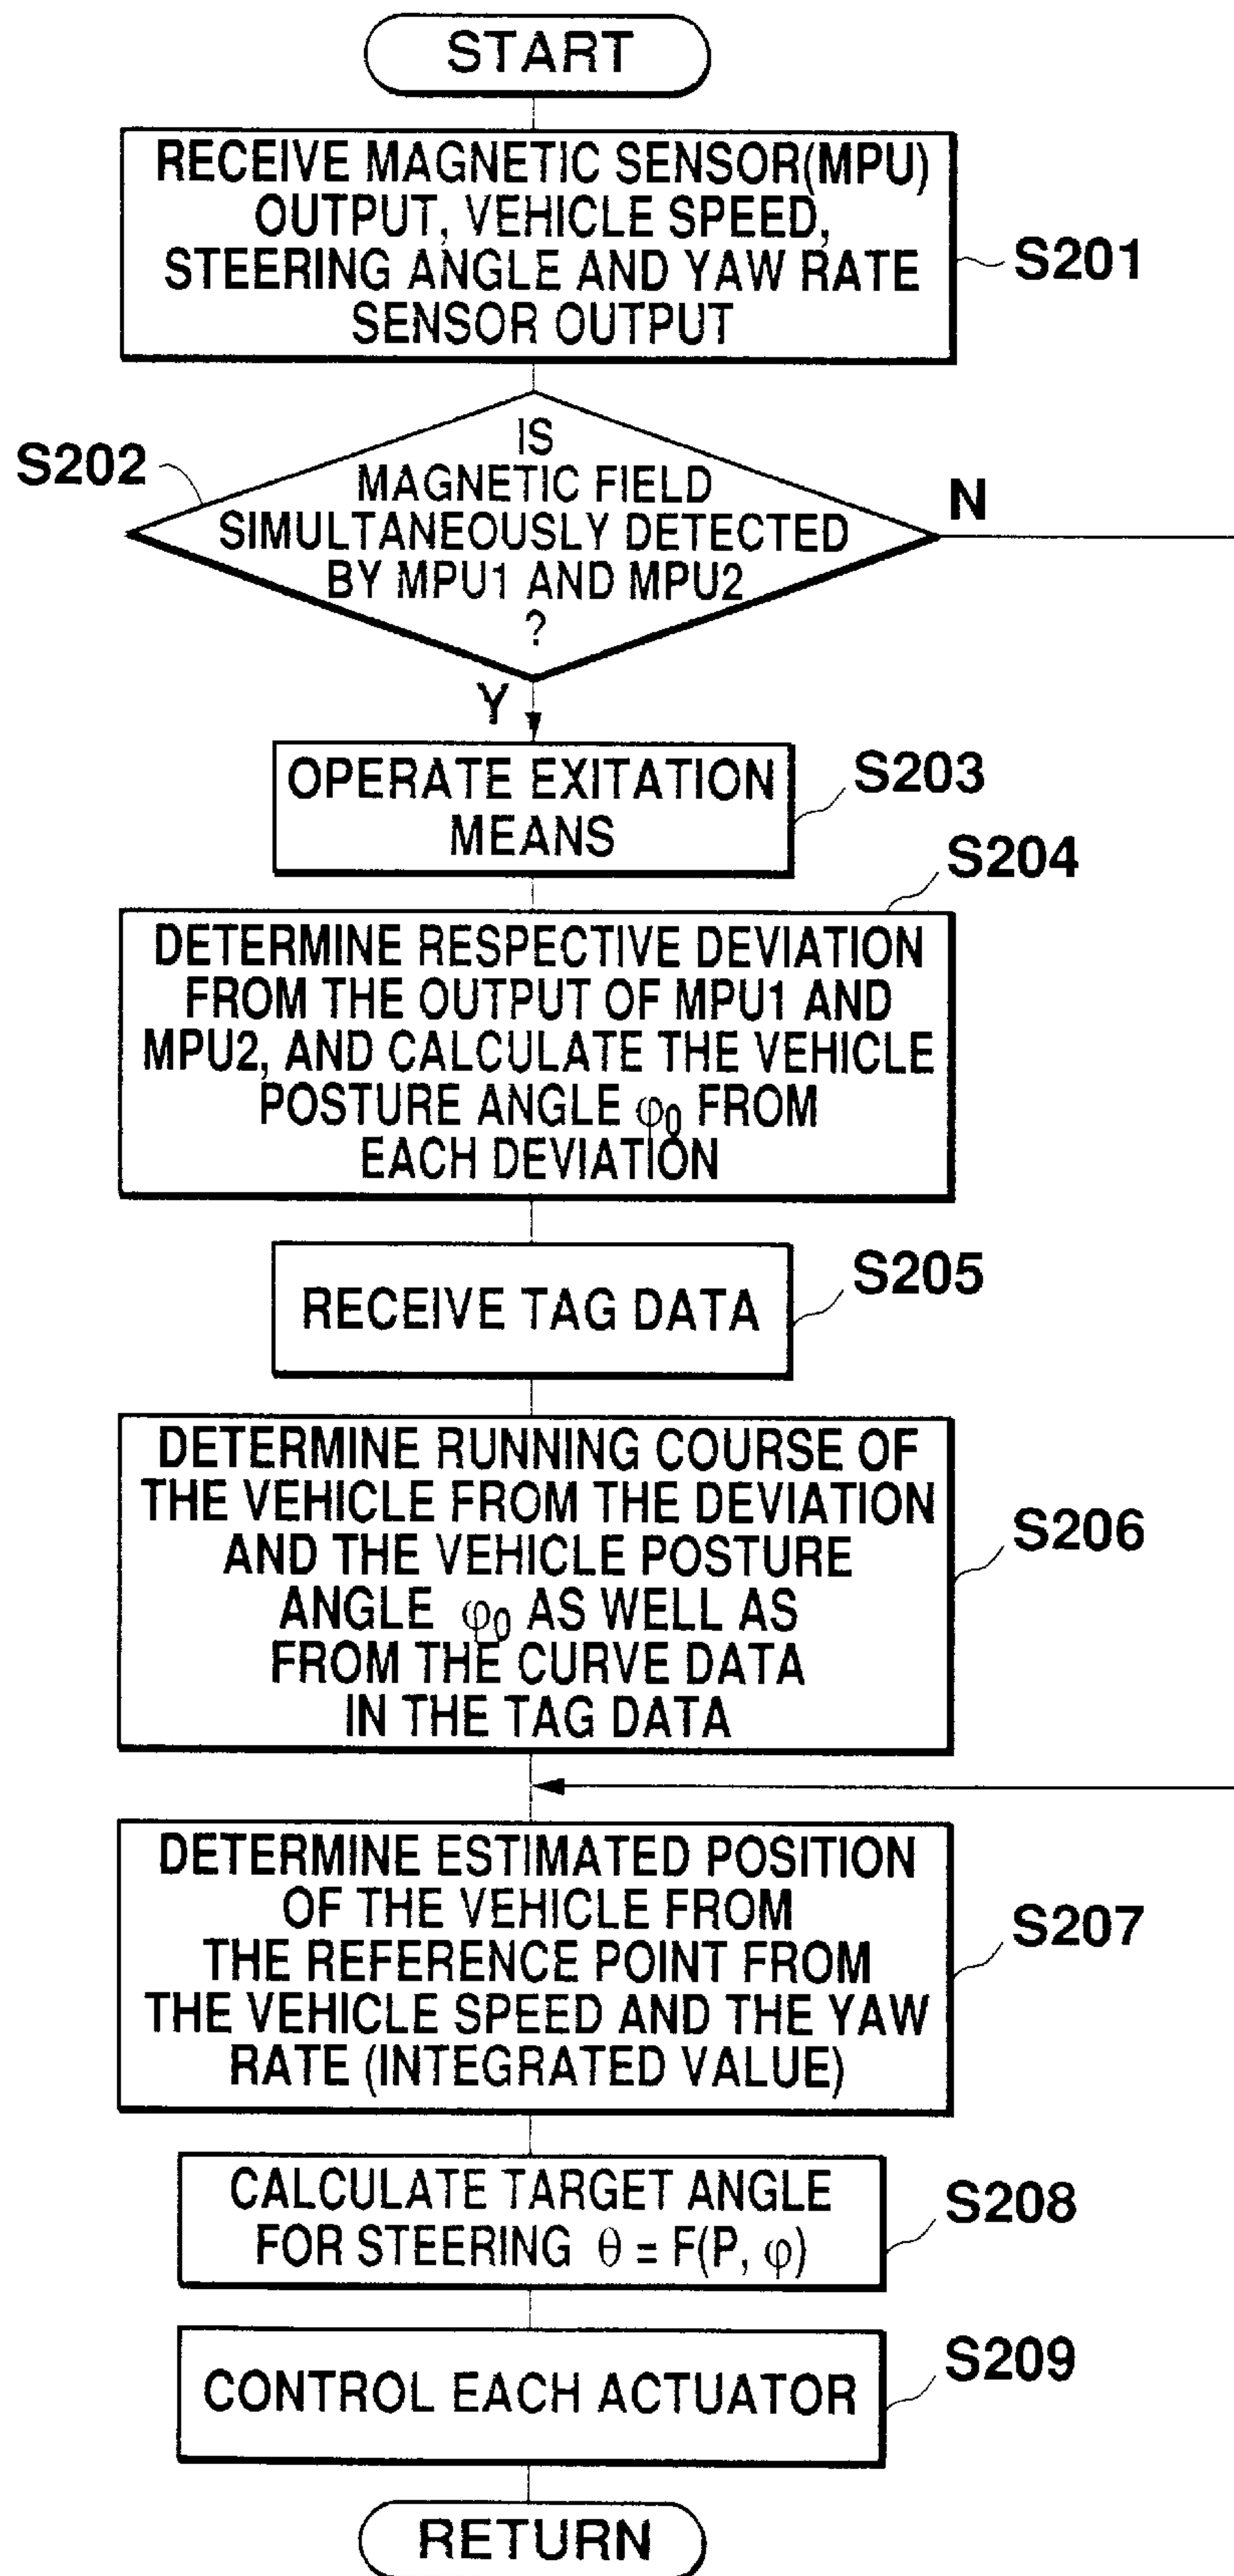 START
RECEIVE MAGNETIC SENSOR(MPU)
OUTPUT, VEHICLE SPEED,
STEERING ANGLE AND YAW RATE
SENSOR OUTPUT
S201
S202
IS
MAGNETIC FIELD
SIMULTANEOUSLY DETECTED
BY MPU1 AND MPU2
?
N
Y
OPERATE EXITATION
MEANS
S203
S204
DETERMINE RESPECTIVE DEVIATION
FROM THE OUTPUT OF MPU1 AND
MPU2, AND CALCULATE THE VEHICLE
POSTURE ANGLE φ0 FROM
EACH DEVIATION
RECEIVE TAG DATA
S205
DETERMINE RUNNING COURSE OF
THE VEHICLE FROM THE DEVIATION
AND THE VEHICLE POSTURE
ANGLE φ0 AS WELL AS
FROM THE CURVE DATA
IN THE TAG DATA
S206
DETERMINE ESTIMATED POSITION
OF THE VEHICLE FROM
THE REFERENCE POINT FROM
THE VEHICLE SPEED AND THE YAW
RATE (INTEGRATED VALUE)
S207
CALCULATE TARGET ANGLE
FOR STEERING θ = F(P, φ)
S208
CONTROL EACH ACTUATOR
S209
RETURN